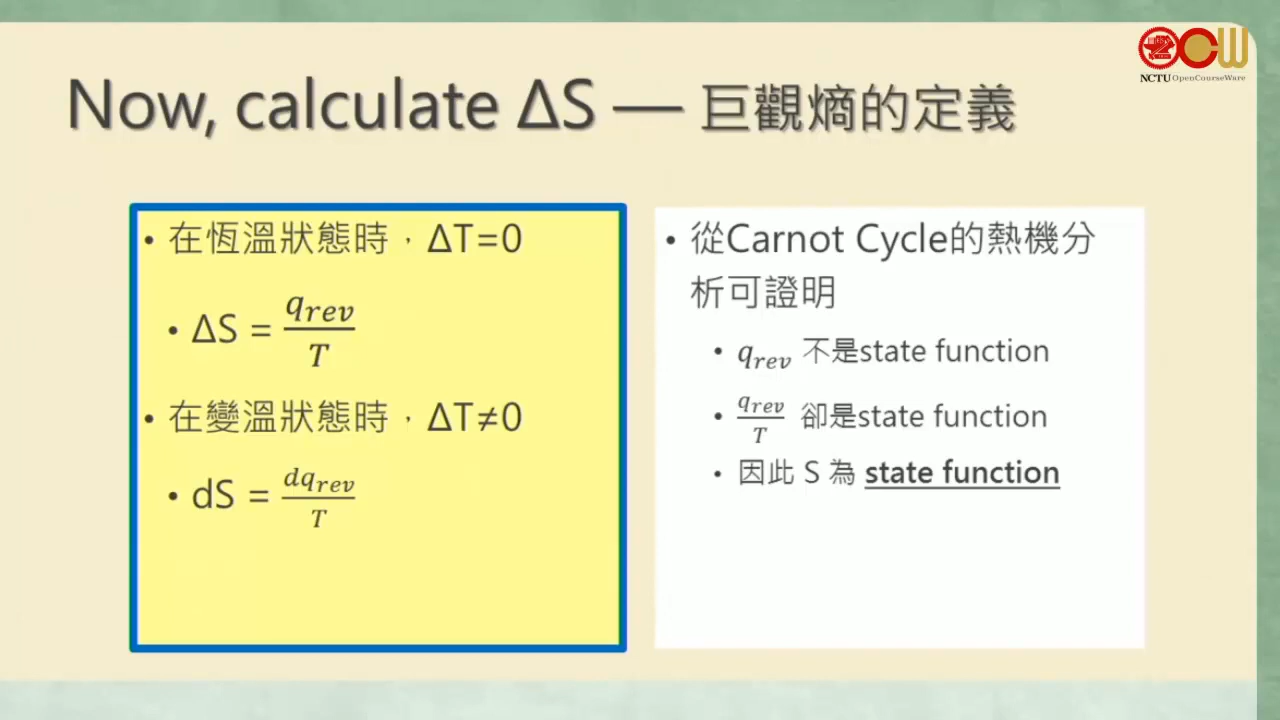 NCTU OpenCourseWare
Now, calculate ΔS — 巨觀熵的定義
• 在恆溫狀態時，ΔT=0
• ΔS = q_rev/T
• 在變溫狀態時，ΔT≠0
• dS = dq_rev/T
• 從Carnot Cycle的熱機分
析可證明
• q_rev 不是state function
• q_rev/T 卻是state function
• 因此 S 為 state function